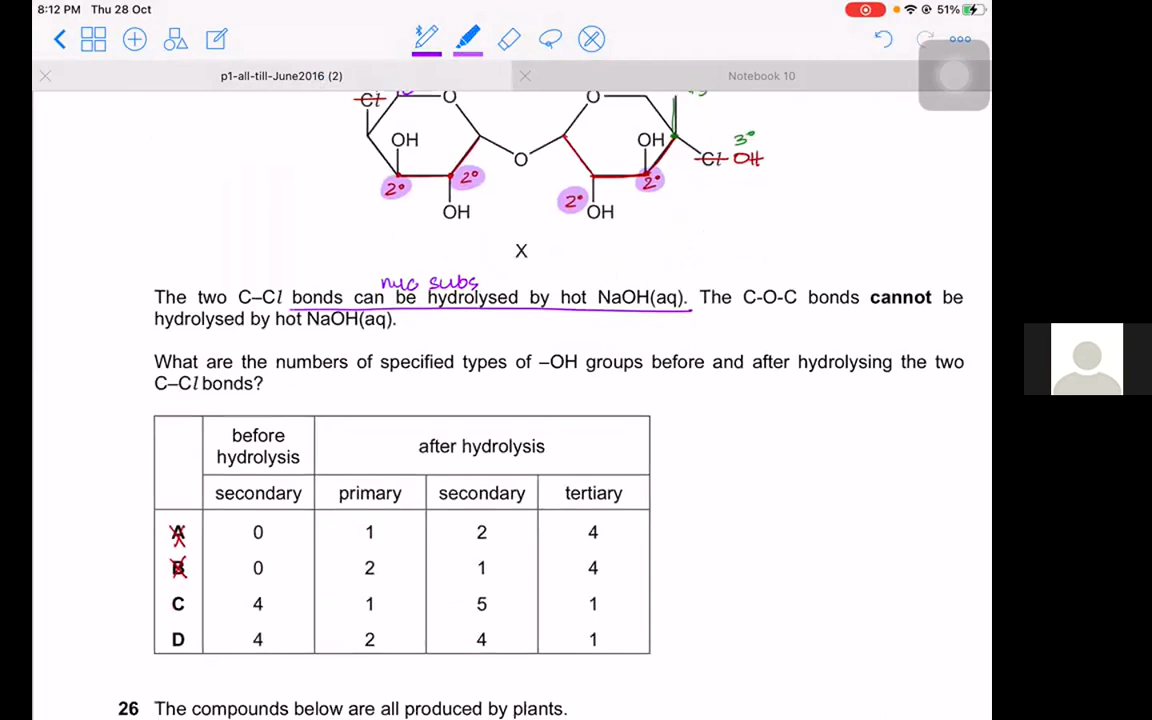 8:12 PM Thu 28 Oct
51%
p1-all-till-June2016 (2)
Notebook 10
Cl
O
O
OH
OH
3°
O
Cl OH
2°
2°
2°
2°
OH
OH
X
nuc subs
The two C–Cl bonds can be hydrolysed by hot NaOH(aq). The C-O-C bonds cannot be
hydrolysed by hot NaOH(aq).
What are the numbers of specified types of –OH groups before and after hydrolysing the two
C–Cl bonds?
before
hydrolysis
after hydrolysis
secondary primary secondary tertiary
A 0 1 2 4
B 0 2 1 4
C 4 1 5 1
D 4 2 4 1
26 The compounds below are all produced by plants.